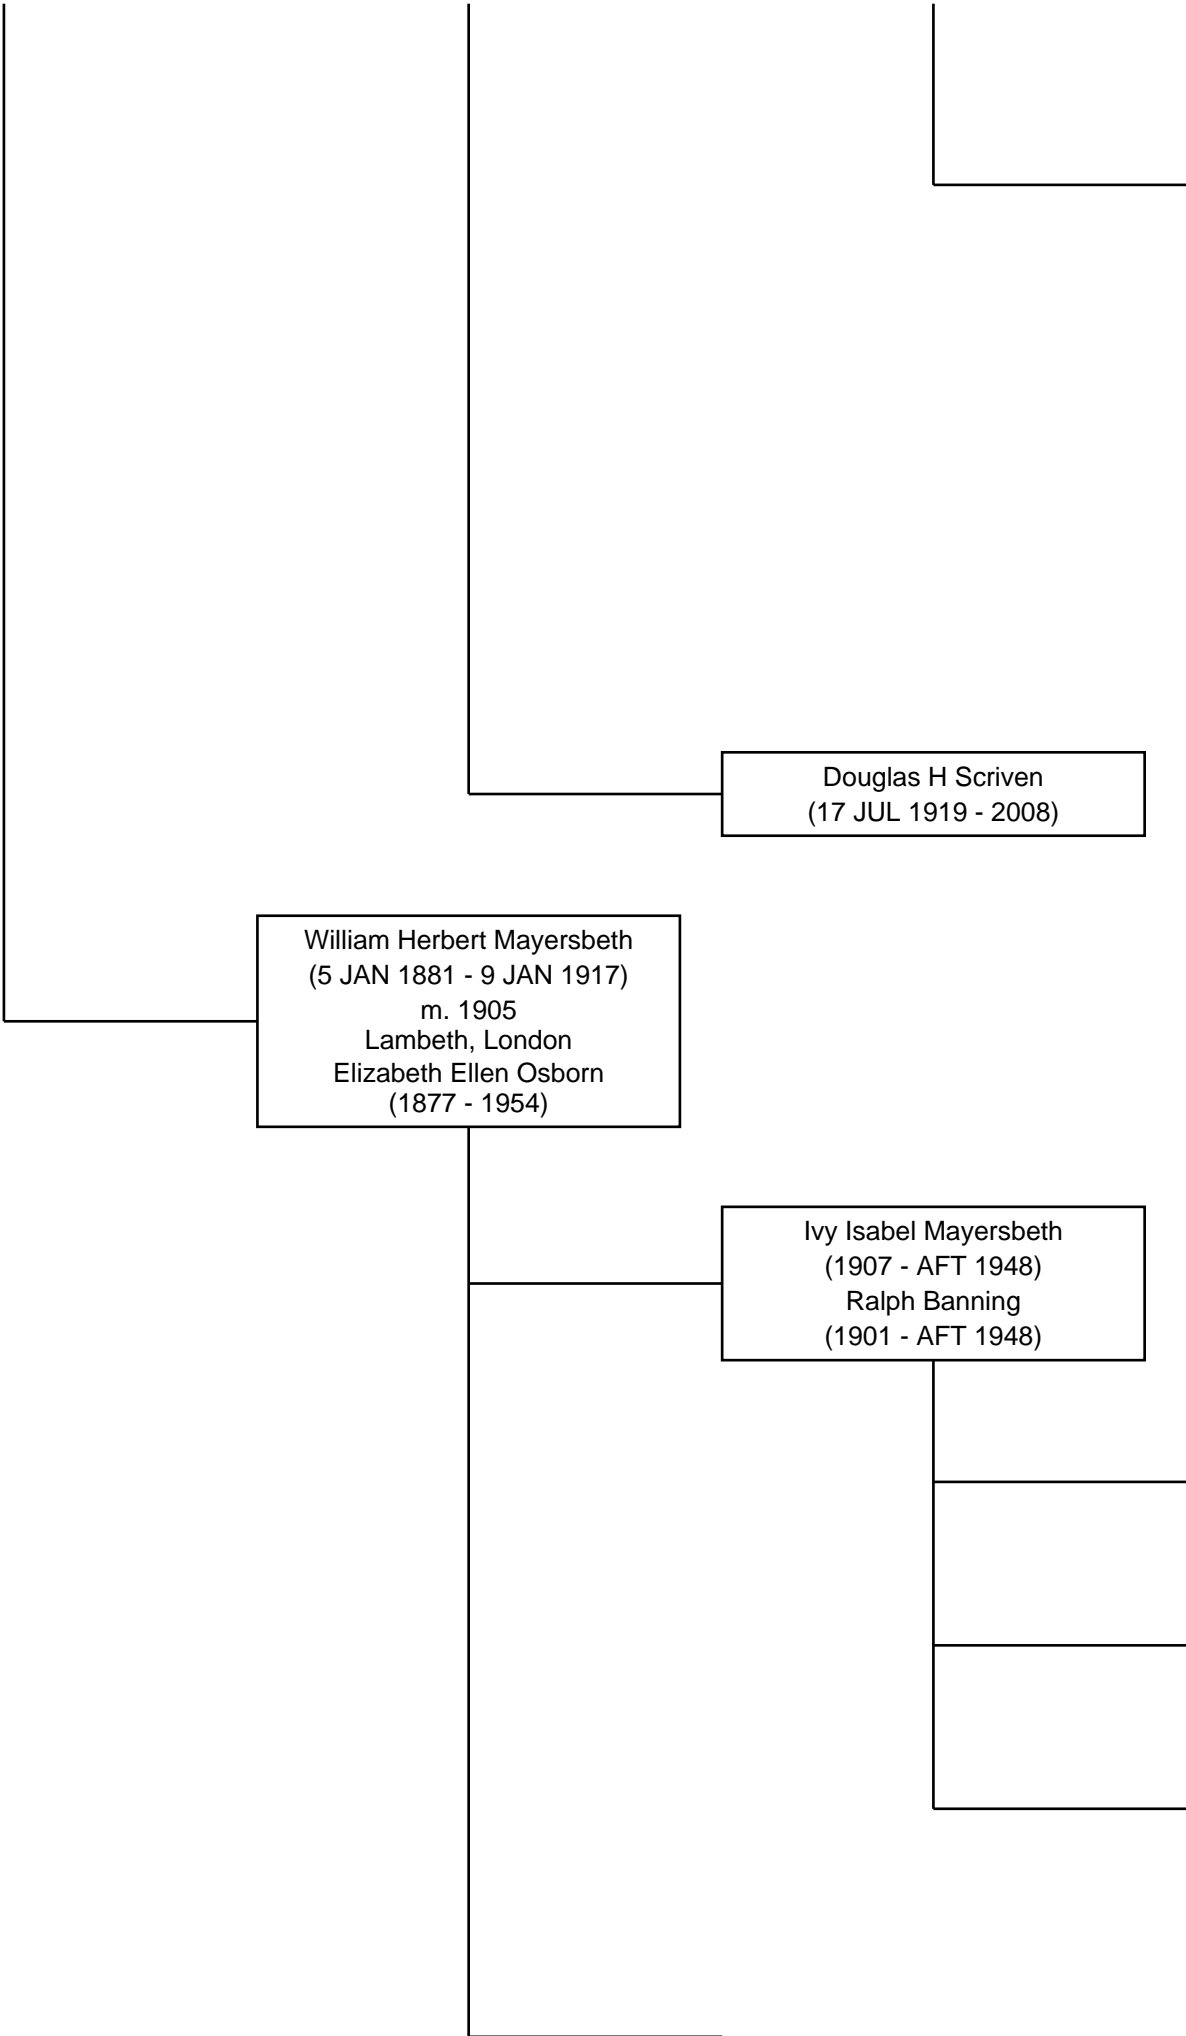 Douglas H Scriven
(17 JUL 1919 - 2008)
William Herbert Mayersbeth
(5 JAN 1881 - 9 JAN 1917)
m. 1905
Lambeth, London
Elizabeth Ellen Osborn
(1877 - 1954)
Ivy Isabel Mayersbeth
(1907 - AFT 1948)
Ralph Banning
(1901 - AFT 1948)